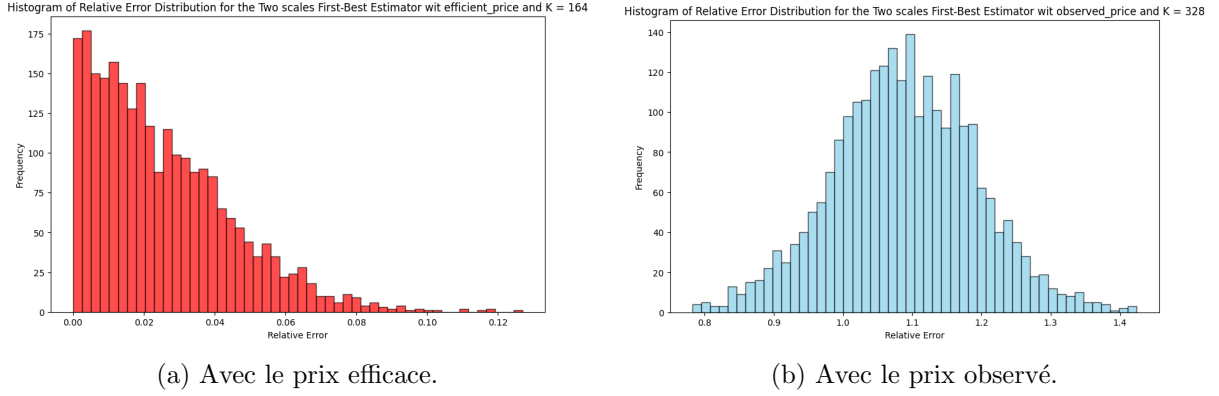 Histogram of Relative Error Distribution for the Two scales First-Best Estimator wit efficient_price and K = 164
175
150
125
100
75
50
25
0
Frequency
0.00 0.02 0.04 0.06 0.08 0.10 0.12
Relative Error
(a) Avec le prix efficace.
Histogram of Relative Error Distribution for the Two scales First-Best Estimator wit observed_price and K = 328
140
120
100
80
60
40
20
0
Frequency
0.8 0.9 1.0 1.1 1.2 1.3 1.4
Relative Error
(b) Avec le prix observé.